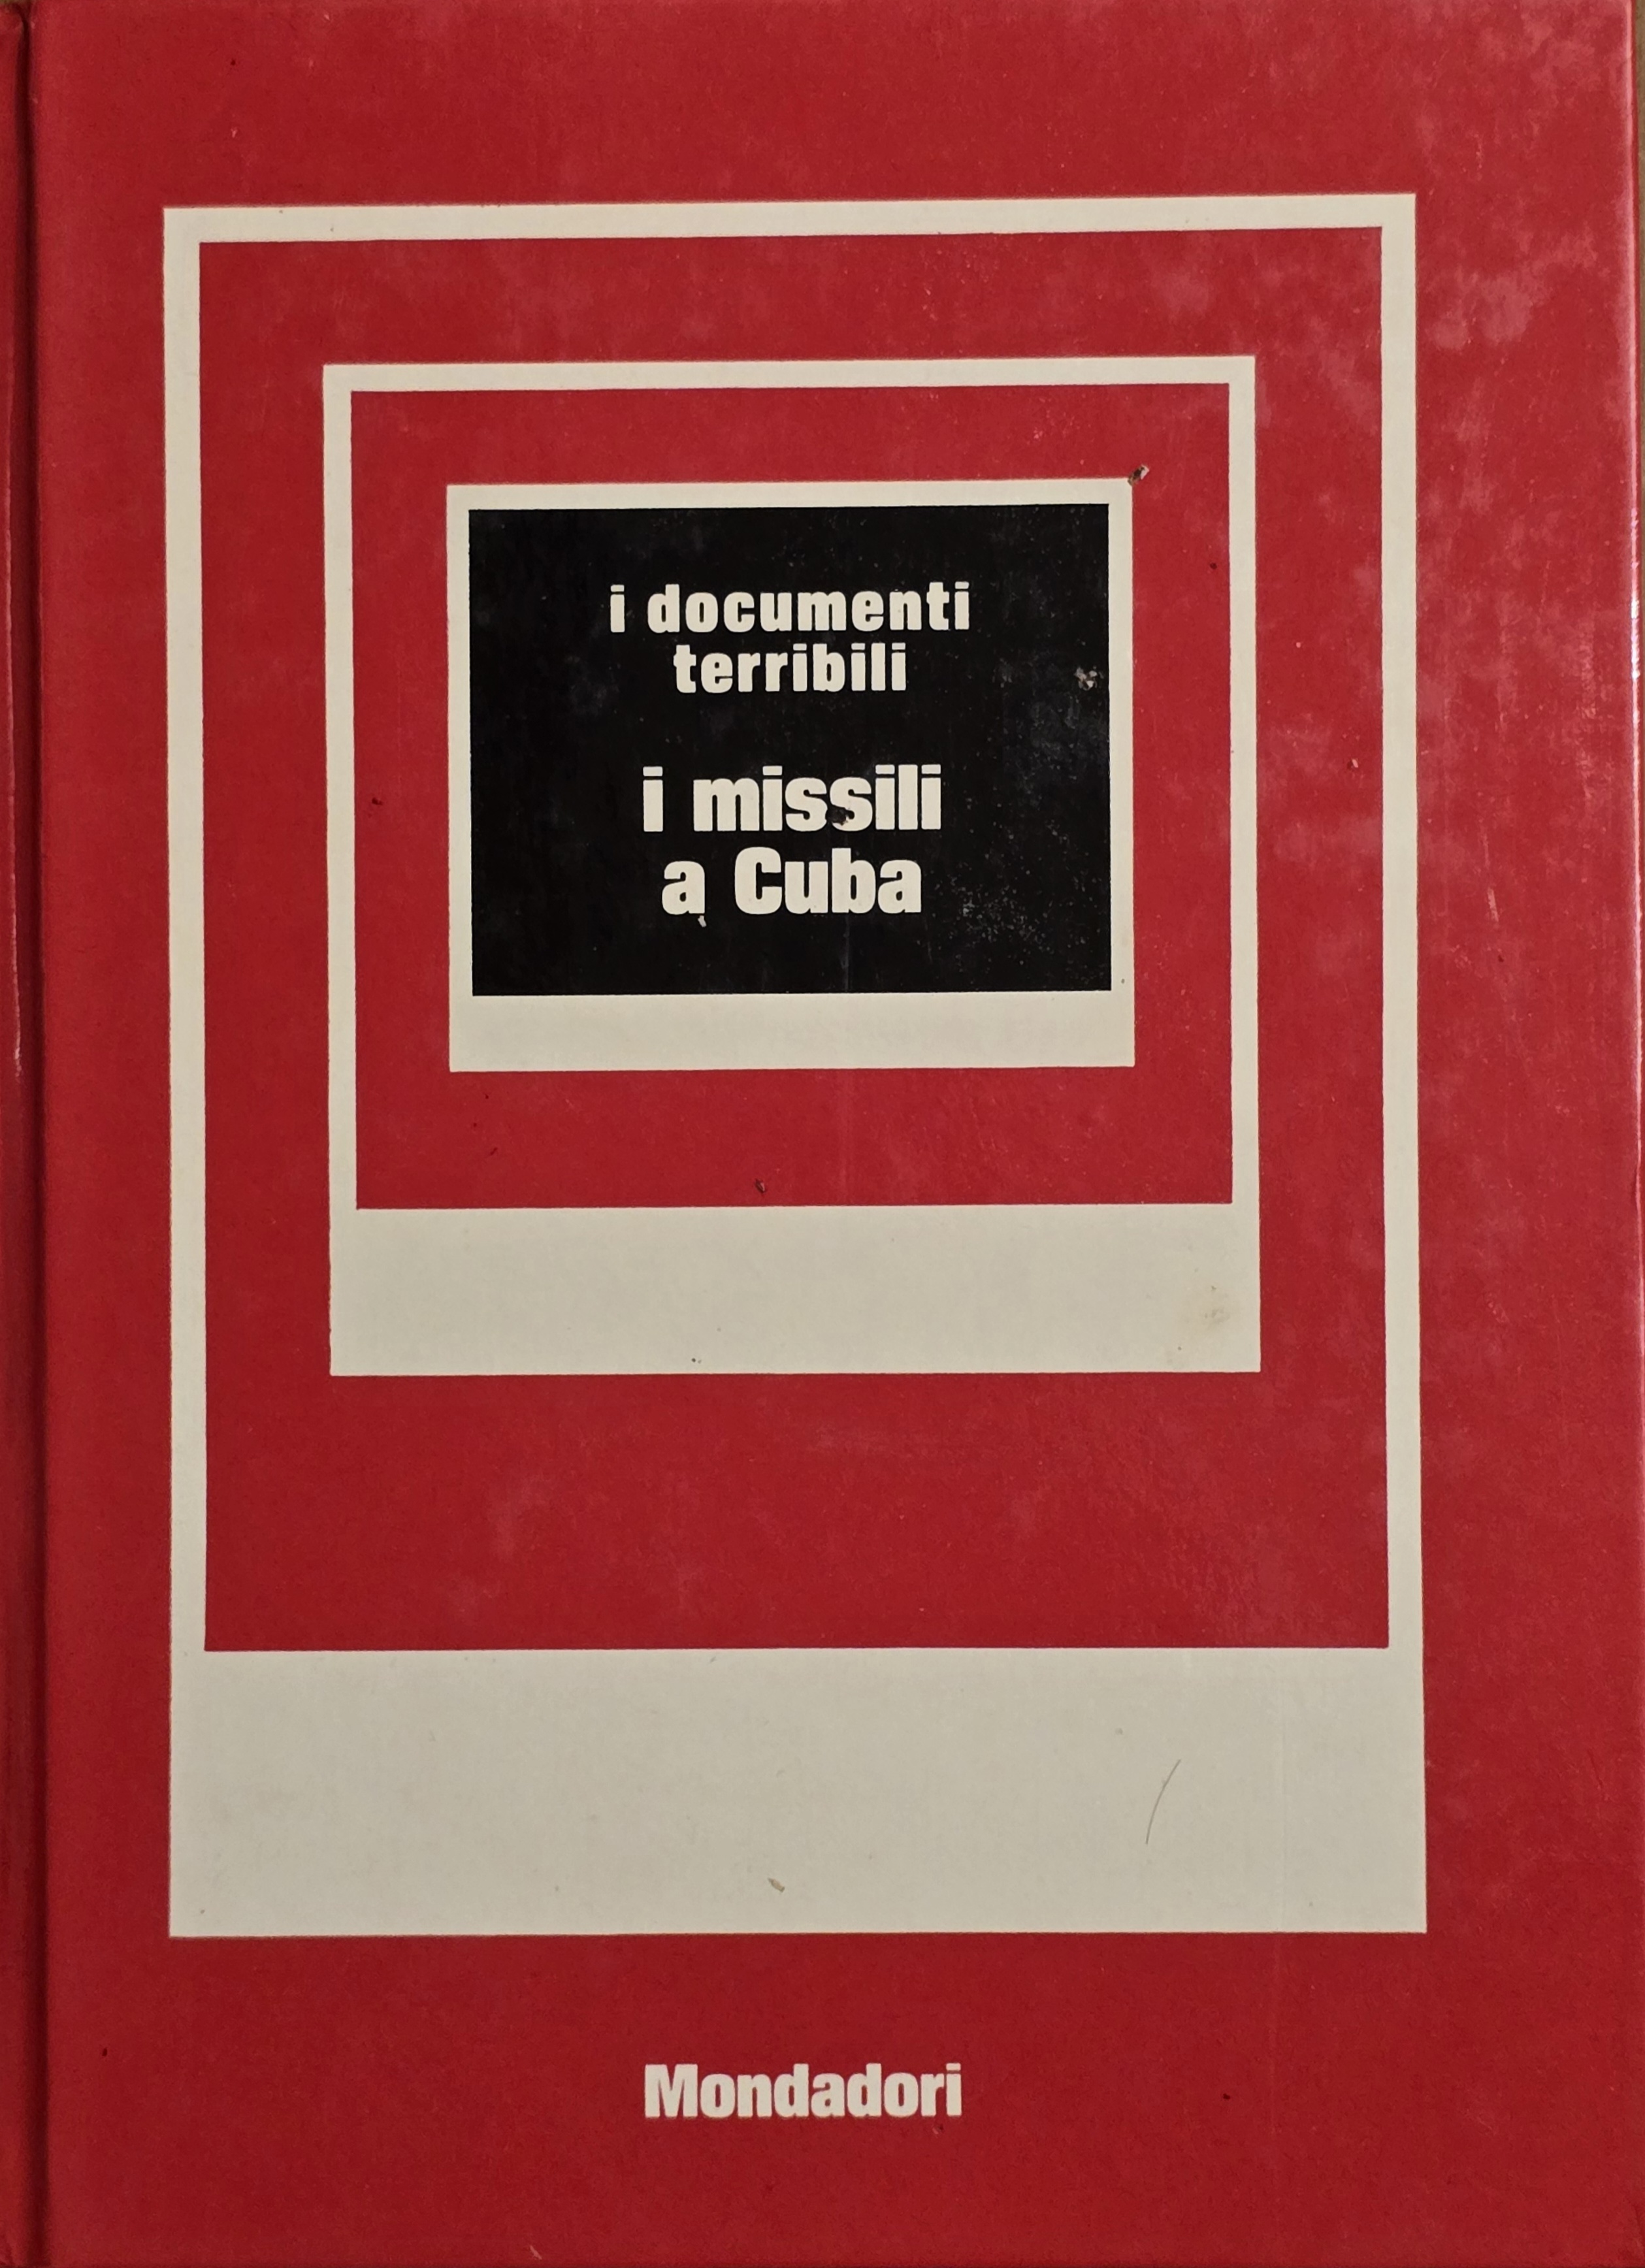 i documenti
terribili
i missili
a Cuba
Mondadori